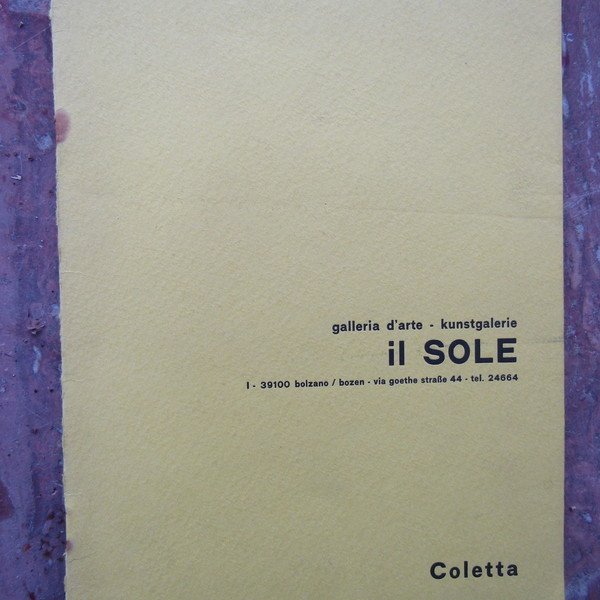 galleria d'arte - kunstgalerie
il SOLE
I - 39100 bolzano / bozen - via goethe straße 44 - tel. 24664
Coletta